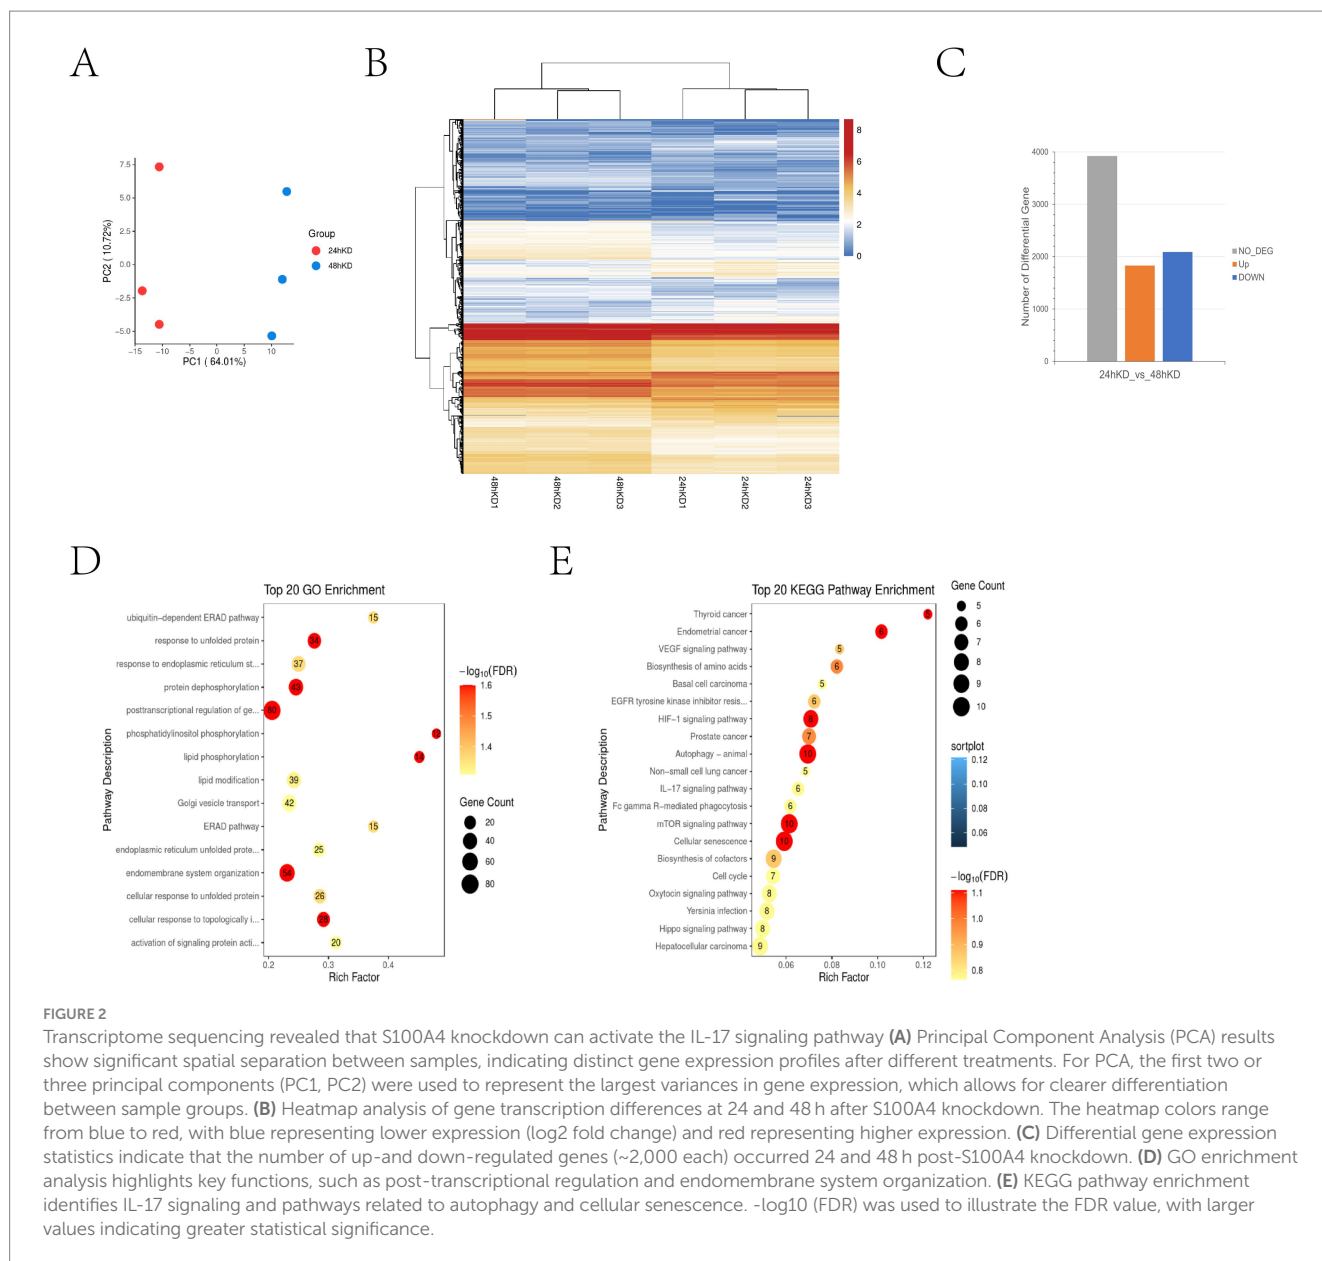 A
B
C
7.5
5.0
2.5
0.0
−2.5
−5.0
−15
−10
−5
0
5
10
PC2 ( 10.72%)
PC1 ( 64.01%)
Group
24hKD
48hKD
8
6
4
2
0
48hKD1
48hKD2
48hKD3
24hKD1
24hKD2
24hKD3
Number of Differential Gene
4000
3000
2000
1000
0
24hKD_vs_48hKD
NO_DEG
Up
DOWN
D
Top 20 GO Enrichment
Pathway Description
ubiquitin−dependent ERAD pathway
15
response to unfolded protein
34
response to endoplasmic reticulum st...
37
protein dephosphorylation
43
posttranscriptional regulation of ge...
80
phosphatidylinositol phosphorylation
12
lipid phosphorylation
14
lipid modification
39
Golgi vesicle transport
42
ERAD pathway
15
endoplasmic reticulum unfolded prote...
25
endomembrane system organization
54
cellular response to unfolded protein
26
cellular response to topologically i...
28
activation of signaling protein acti...
20
0.2
0.3
0.4
Rich Factor
−log10(FDR)
1.6
1.5
1.4
Gene Count
20
40
60
80
E
Top 20 KEGG Pathway Enrichment
Pathway Description
Thyroid cancer
5
Endometrial cancer
6
VEGF signaling pathway
5
Biosynthesis of amino acids
6
Basal cell carcinoma
5
EGFR tyrosine kinase inhibitor resis...
6
HIF−1 signaling pathway
8
Prostate cancer
7
Autophagy − animal
10
Non−small cell lung cancer
5
IL−17 signaling pathway
6
Fc gamma R−mediated phagocytosis
6
mTOR signaling pathway
10
Cellular senescence
10
Biosynthesis of cofactors
9
Cell cycle
7
Oxytocin signaling pathway
8
Yersinia infection
8
Hippo signaling pathway
8
Hepatocellular carcinoma
9
0.06
0.08
0.10
0.12
Rich Factor
Gene Count
5
6
7
8
9
10
sortplot
0.12
0.10
0.08
0.06
−log10(FDR)
1.1
1.0
0.9
0.8
FIGURE 2
Transcriptome sequencing revealed that S100A4 knockdown can activate the IL-17 signaling pathway (A) Principal Component Analysis (PCA) results
show significant spatial separation between samples, indicating distinct gene expression profiles after different treatments. For PCA, the first two or
three principal components (PC1, PC2) were used to represent the largest variances in gene expression, which allows for clearer differentiation
between sample groups. (B) Heatmap analysis of gene transcription differences at 24 and 48 h after S100A4 knockdown. The heatmap colors range
from blue to red, with blue representing lower expression (log2 fold change) and red representing higher expression. (C) Differential gene expression
statistics indicate that the number of up-and down-regulated genes (~2,000 each) occurred 24 and 48 h post-S100A4 knockdown. (D) GO enrichment
analysis highlights key functions, such as post-transcriptional regulation and endomembrane system organization. (E) KEGG pathway enrichment
identifies IL-17 signaling and pathways related to autophagy and cellular senescence. -log10 (FDR) was used to illustrate the FDR value, with larger
values indicating greater statistical significance.